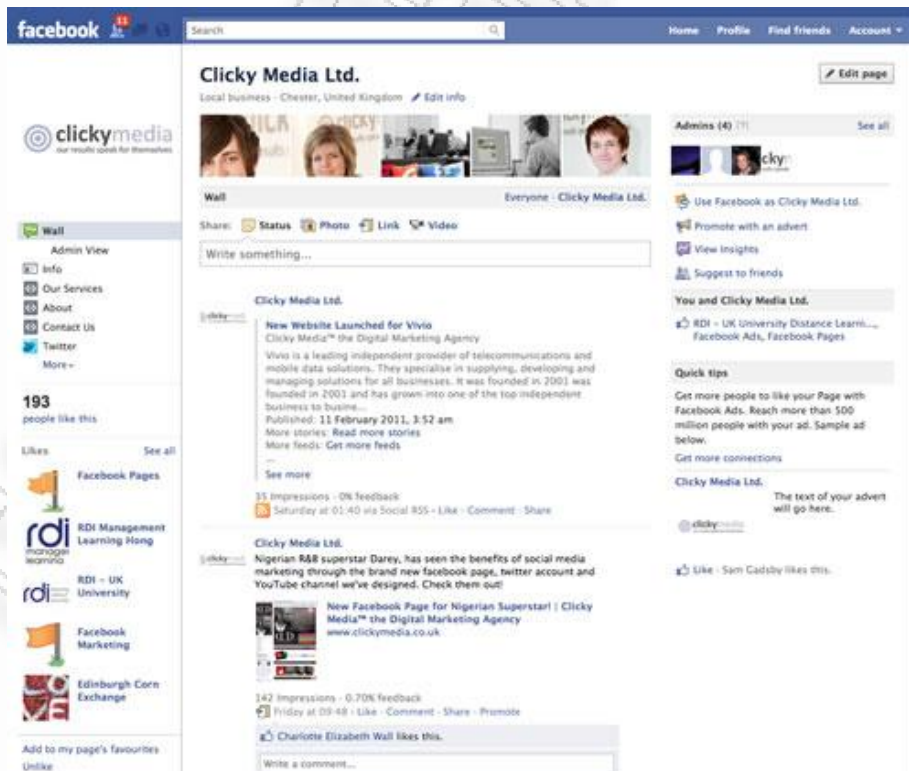 facebook
11
Search
Home Profile Find friends Account
Clicky Media Ltd.
Local business · Chester, United Kingdom Edit info
Edit page
clickymedia
our results speak for themselves
Wall
Admin View
Info
Our Services
About
Contact Us
Twitter
More
193
people like this
Likes See all
Facebook Pages
RDI Management
Learning Hong
RDI - UK
University
Facebook
Marketing
Edinburgh Corn
Exchange
Add to my page's favourites
Unlike
Wall Everyone · Clicky Media Ltd.
Share: Status Photo Link Video
Write something...
Clicky Media Ltd.
New Website Launched for Vivio
Clicky Media™ the Digital Marketing Agency
Vivio is a leading independent provider of telecommunications and
mobile data solutions. They specialise in supplying, developing and
managing solutions for all businesses. It was founded in 2001 was
founded in 2001 and has grown into one of the top independent
business to busine...
Published: 11 February 2011, 3:52 am
More stories: Read more stories
More feeds: Get more feeds
...
See more
35 Impressions · 0% feedback
Saturday at 01:40 via Social RSS · Like · Comment · Share
Clicky Media Ltd.
Nigerian R&B superstar Darey, has seen the benefits of social media
marketing through the brand new facebook page, twitter account and
YouTube channel we've designed. Check them out!
New Facebook Page for Nigerian Superstar! | Clicky
Media™ the Digital Marketing Agency
www.clickymedia.co.uk
142 Impressions · 0.70% feedback
Friday at 09:48 · Like · Comment · Share · Promote
Charlotte Elizabeth Wall likes this.
Write a comment...
Admins (4) [?] See all
Use Facebook as Clicky Media Ltd.
Promote with an advert
View Insights
Suggest to friends
You and Clicky Media Ltd.
RDI - UK University Distance Learni...,
Facebook Ads, Facebook Pages
Quick tips
Get more people to like your Page with
Facebook Ads. Reach more than 500
million people with your ad. Sample ad
below.
Get more connections
Clicky Media Ltd.
The text of your advert
will go here.
clickymedia
Like · Sam Gadsby likes this.